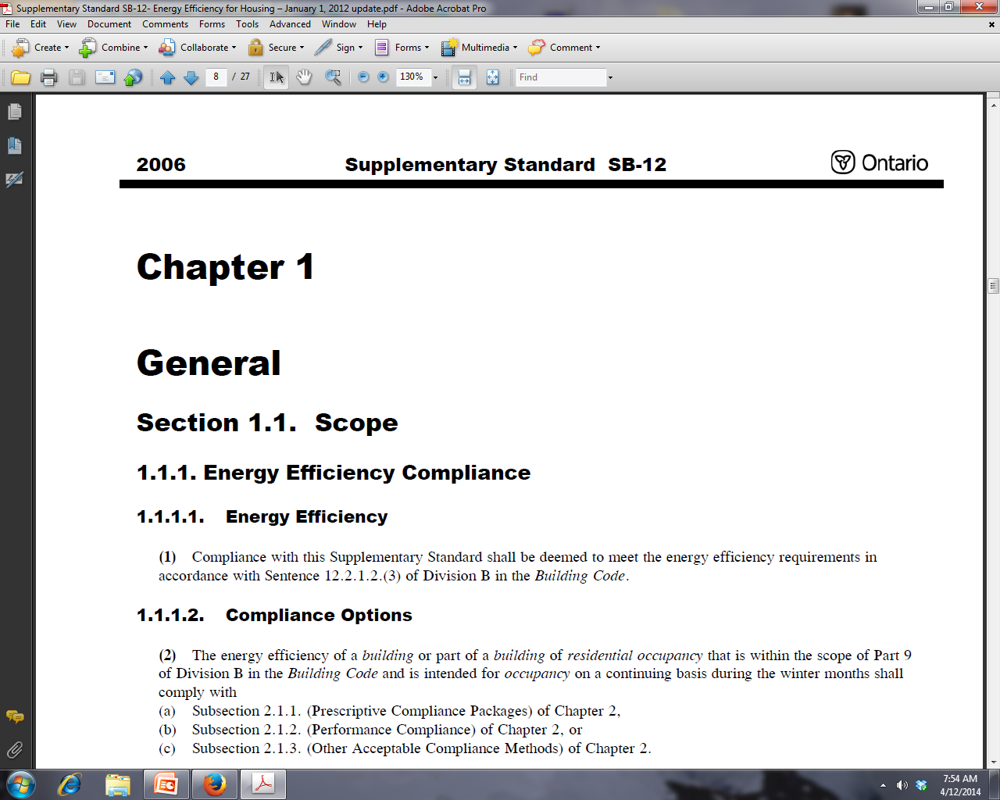 Supplementary Standard SB-12- Energy Efficiency for Housing – January 1, 2012 update.pdf - Adobe Acrobat Pro
File Edit View Document Comments Forms Tools Advanced Window Help
Create Combine Collaborate Secure Sign Forms Multimedia Comment
8 / 27 130% Find
2006 Supplementary Standard SB-12 Ontario
Chapter 1
General
Section 1.1. Scope
1.1.1. Energy Efficiency Compliance
1.1.1.1. Energy Efficiency
(1) Compliance with this Supplementary Standard shall be deemed to meet the energy efficiency requirements in
accordance with Sentence 12.2.1.2.(3) of Division B in the Building Code.
1.1.1.2. Compliance Options
(2) The energy efficiency of a building or part of a building of residential occupancy that is within the scope of Part 9
of Division B in the Building Code and is intended for occupancy on a continuing basis during the winter months shall
comply with
(a) Subsection 2.1.1. (Prescriptive Compliance Packages) of Chapter 2,
(b) Subsection 2.1.2. (Performance Compliance) of Chapter 2, or
(c) Subsection 2.1.3. (Other Acceptable Compliance Methods) of Chapter 2.
7:54 AM
4/12/2014